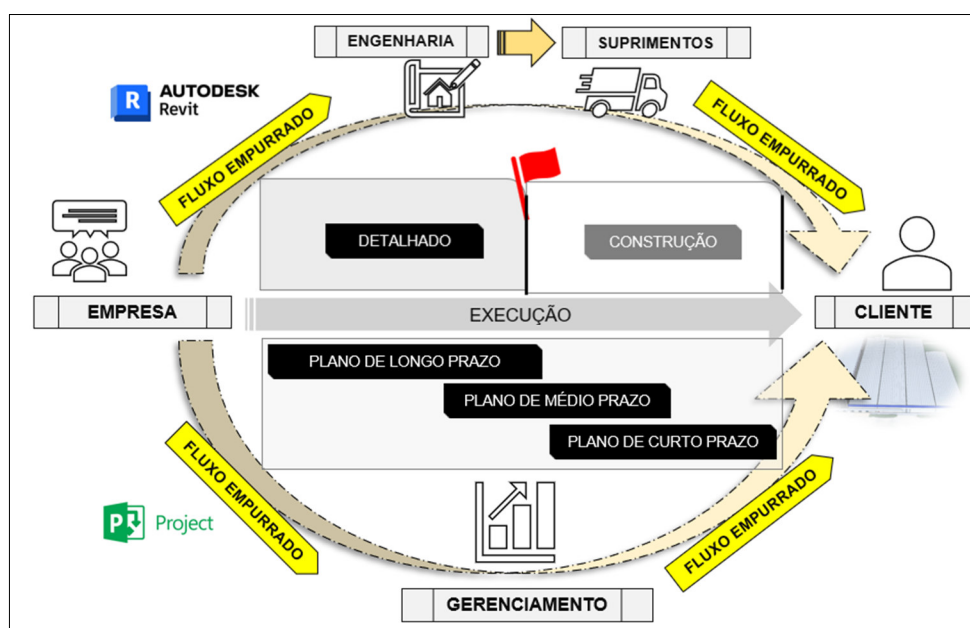 ENGENHARIA
SUPRIMENTOS
R
AUTODESK
Revit
FLUXO EMPURRADO
FLUXO EMPURRADO
DETALHADO
CONSTRUÇÃO
EMPRESA
EXECUÇÃO
CLIENTE
PLANO DE LONGO PRAZO
PLANO DE MÉDIO PRAZO
PLANO DE CURTO PRAZO
FLUXO EMPURRADO
FLUXO EMPURRADO
P
Project
GERENCIAMENTO